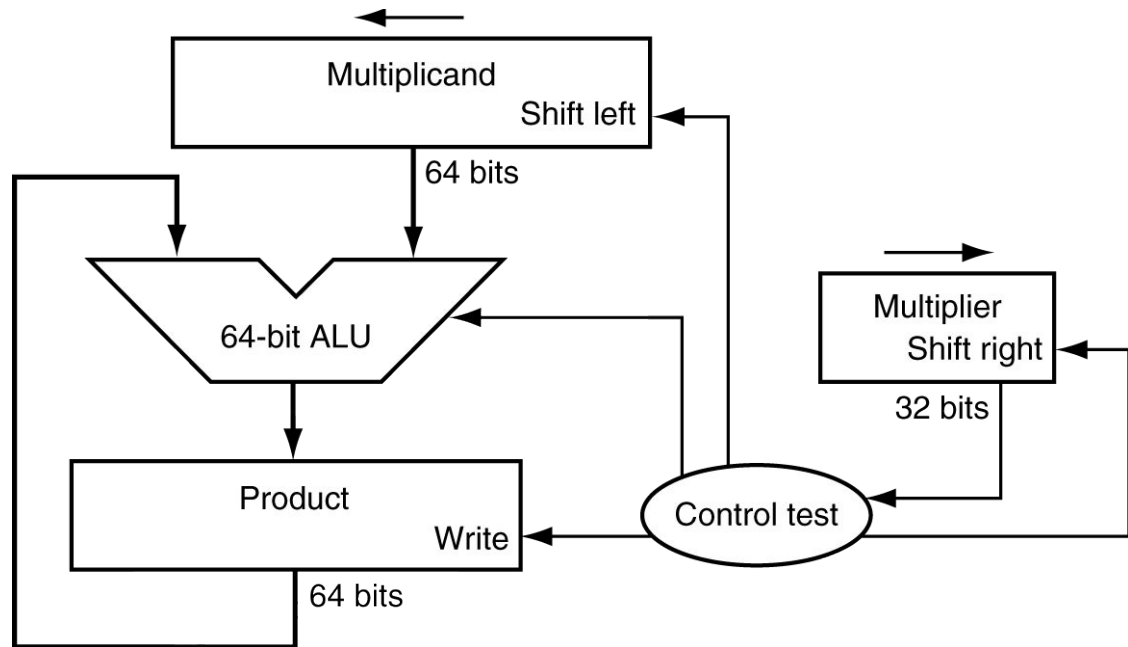 Multiplicand
Shift left
64 bits
64-bit ALU
Multiplier
Shift right
32 bits
Product
Write
Control test
64 bits